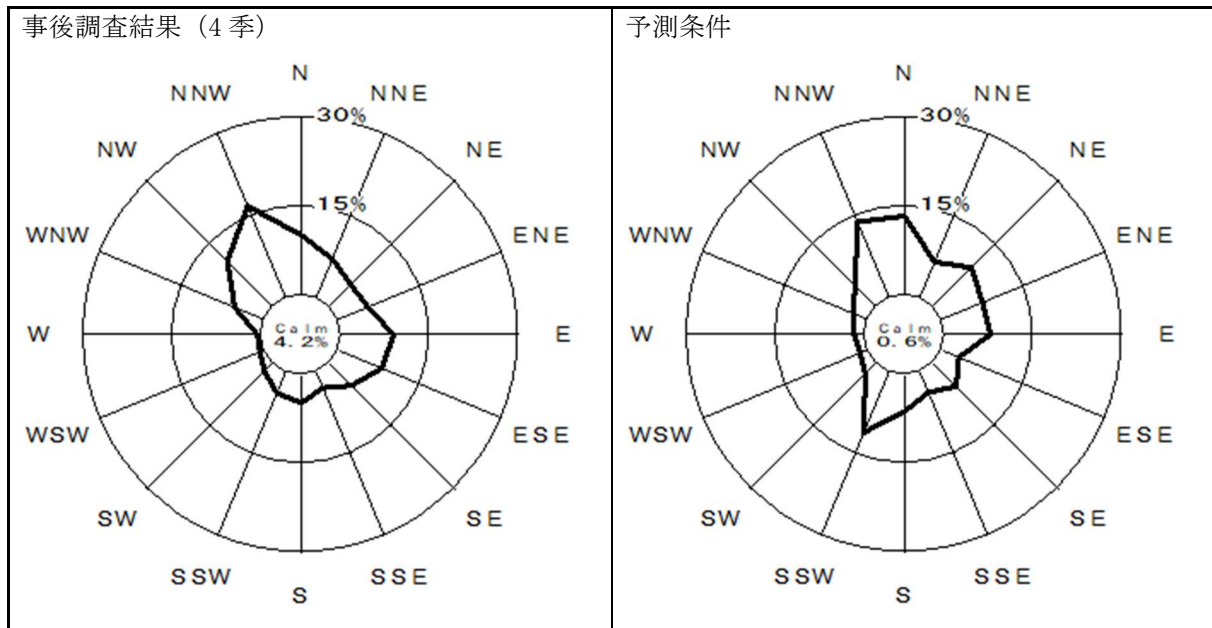 事後調査結果（4季）
N
NNW
NNE
30%
NW
NE
15%
WNW
ENE
W
Calm
4.2%
E
WSW
ESE
SW
SE
SSW
SSE
S
予測条件
N
NNW
NNE
30%
NW
NE
15%
WNW
ENE
W
Calm
0.6%
E
WSW
ESE
SW
SE
SSW
SSE
S